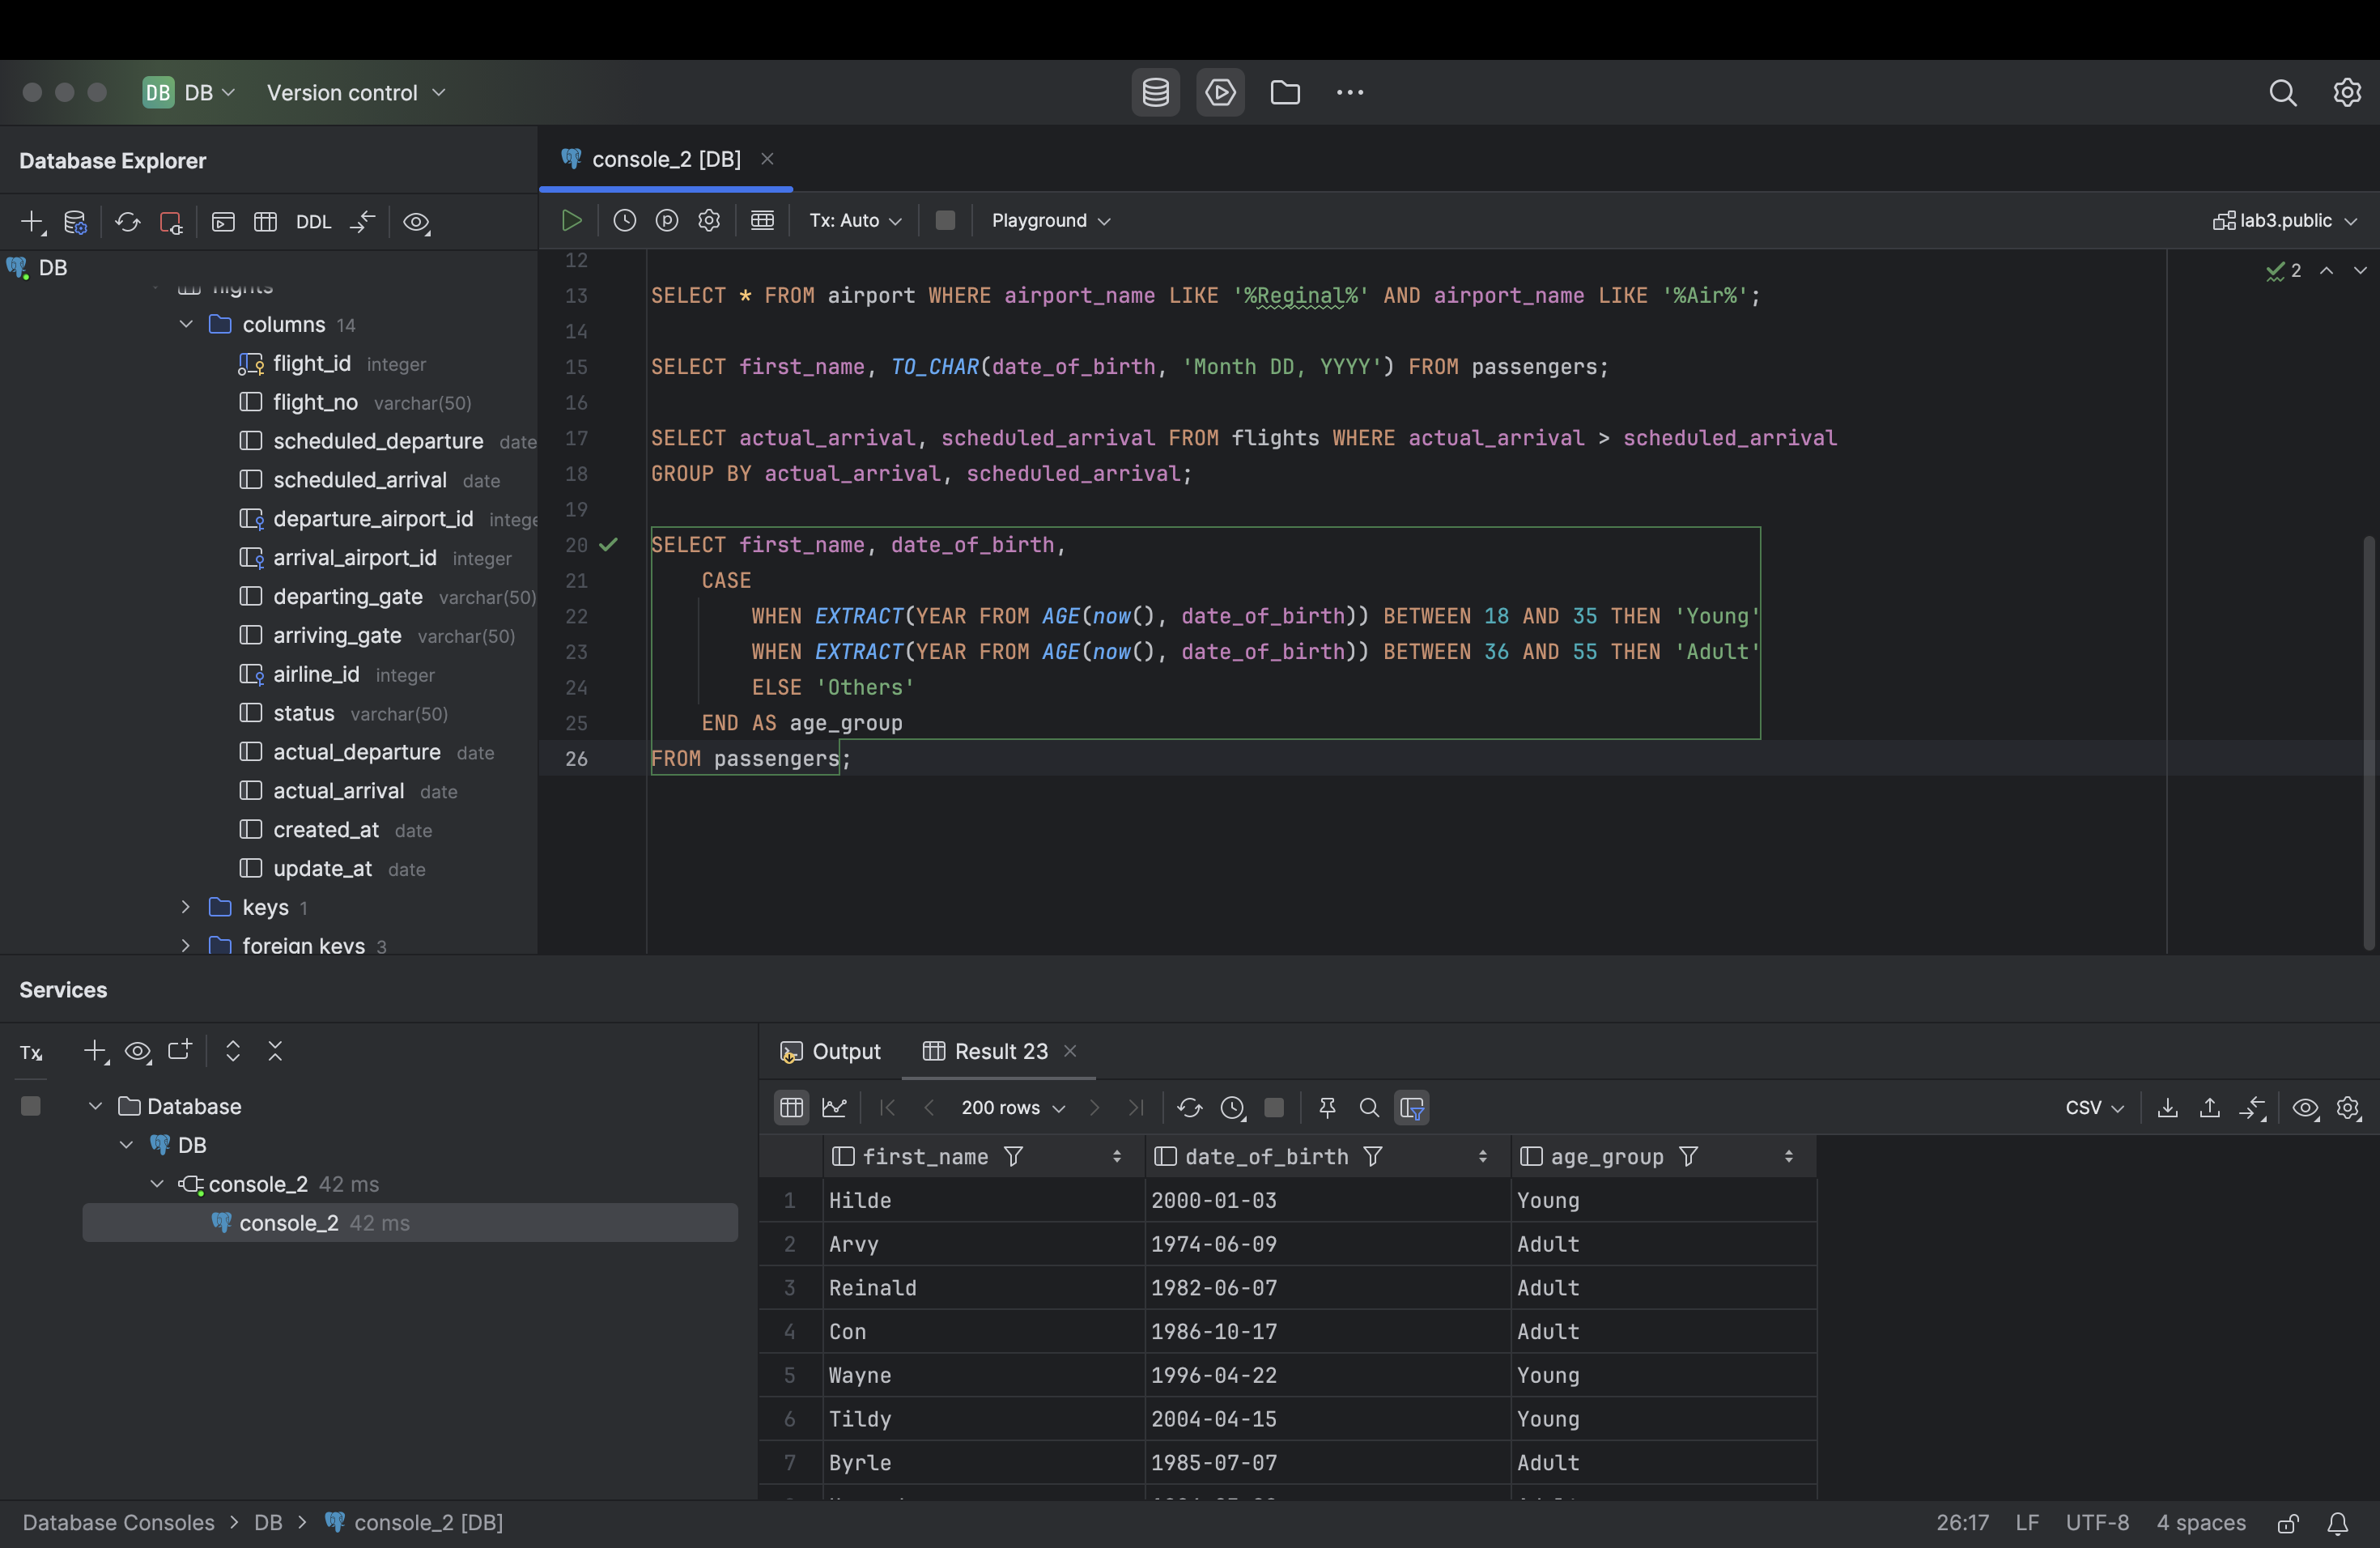 DB DB Version control
Database Explorer
console_2 [DB]
DDL
Tx: Auto Playground lab3.public
DB
flights
columns 14
flight_id integer
flight_no varchar(50)
scheduled_departure date
scheduled_arrival date
departure_airport_id intege
arrival_airport_id integer
departing_gate varchar(50)
arriving_gate varchar(50)
airline_id integer
status varchar(50)
actual_departure date
actual_arrival date
created_at date
update_at date
keys 1
foreign keys 3
2
12
13 SELECT * FROM airport WHERE airport_name LIKE '%Reginal%' AND airport_name LIKE '%Air%';
14
15 SELECT first_name, TO_CHAR(date_of_birth, 'Month DD, YYYY') FROM passengers;
16
17 SELECT actual_arrival, scheduled_arrival FROM flights WHERE actual_arrival > scheduled_arrival
18 GROUP BY actual_arrival, scheduled_arrival;
19
20 SELECT first_name, date_of_birth,
21 CASE
22 WHEN EXTRACT(YEAR FROM AGE(now(), date_of_birth)) BETWEEN 18 AND 35 THEN 'Young'
23 WHEN EXTRACT(YEAR FROM AGE(now(), date_of_birth)) BETWEEN 36 AND 55 THEN 'Adult'
24 ELSE 'Others'
25 END AS age_group
26 FROM passengers;
Services
Tx
Database
DB
console_2 42 ms
console_2 42 ms
Output Result 23
200 rows CSV
first_name date_of_birth age_group
1 Hilde 2000-01-03 Young
2 Arvy 1974-06-09 Adult
3 Reinald 1982-06-07 Adult
4 Con 1986-10-17 Adult
5 Wayne 1996-04-22 Young
6 Tildy 2004-04-15 Young
7 Byrle 1985-07-07 Adult
Database Consoles > DB > console_2 [DB]
26:17 LF UTF-8 4 spaces